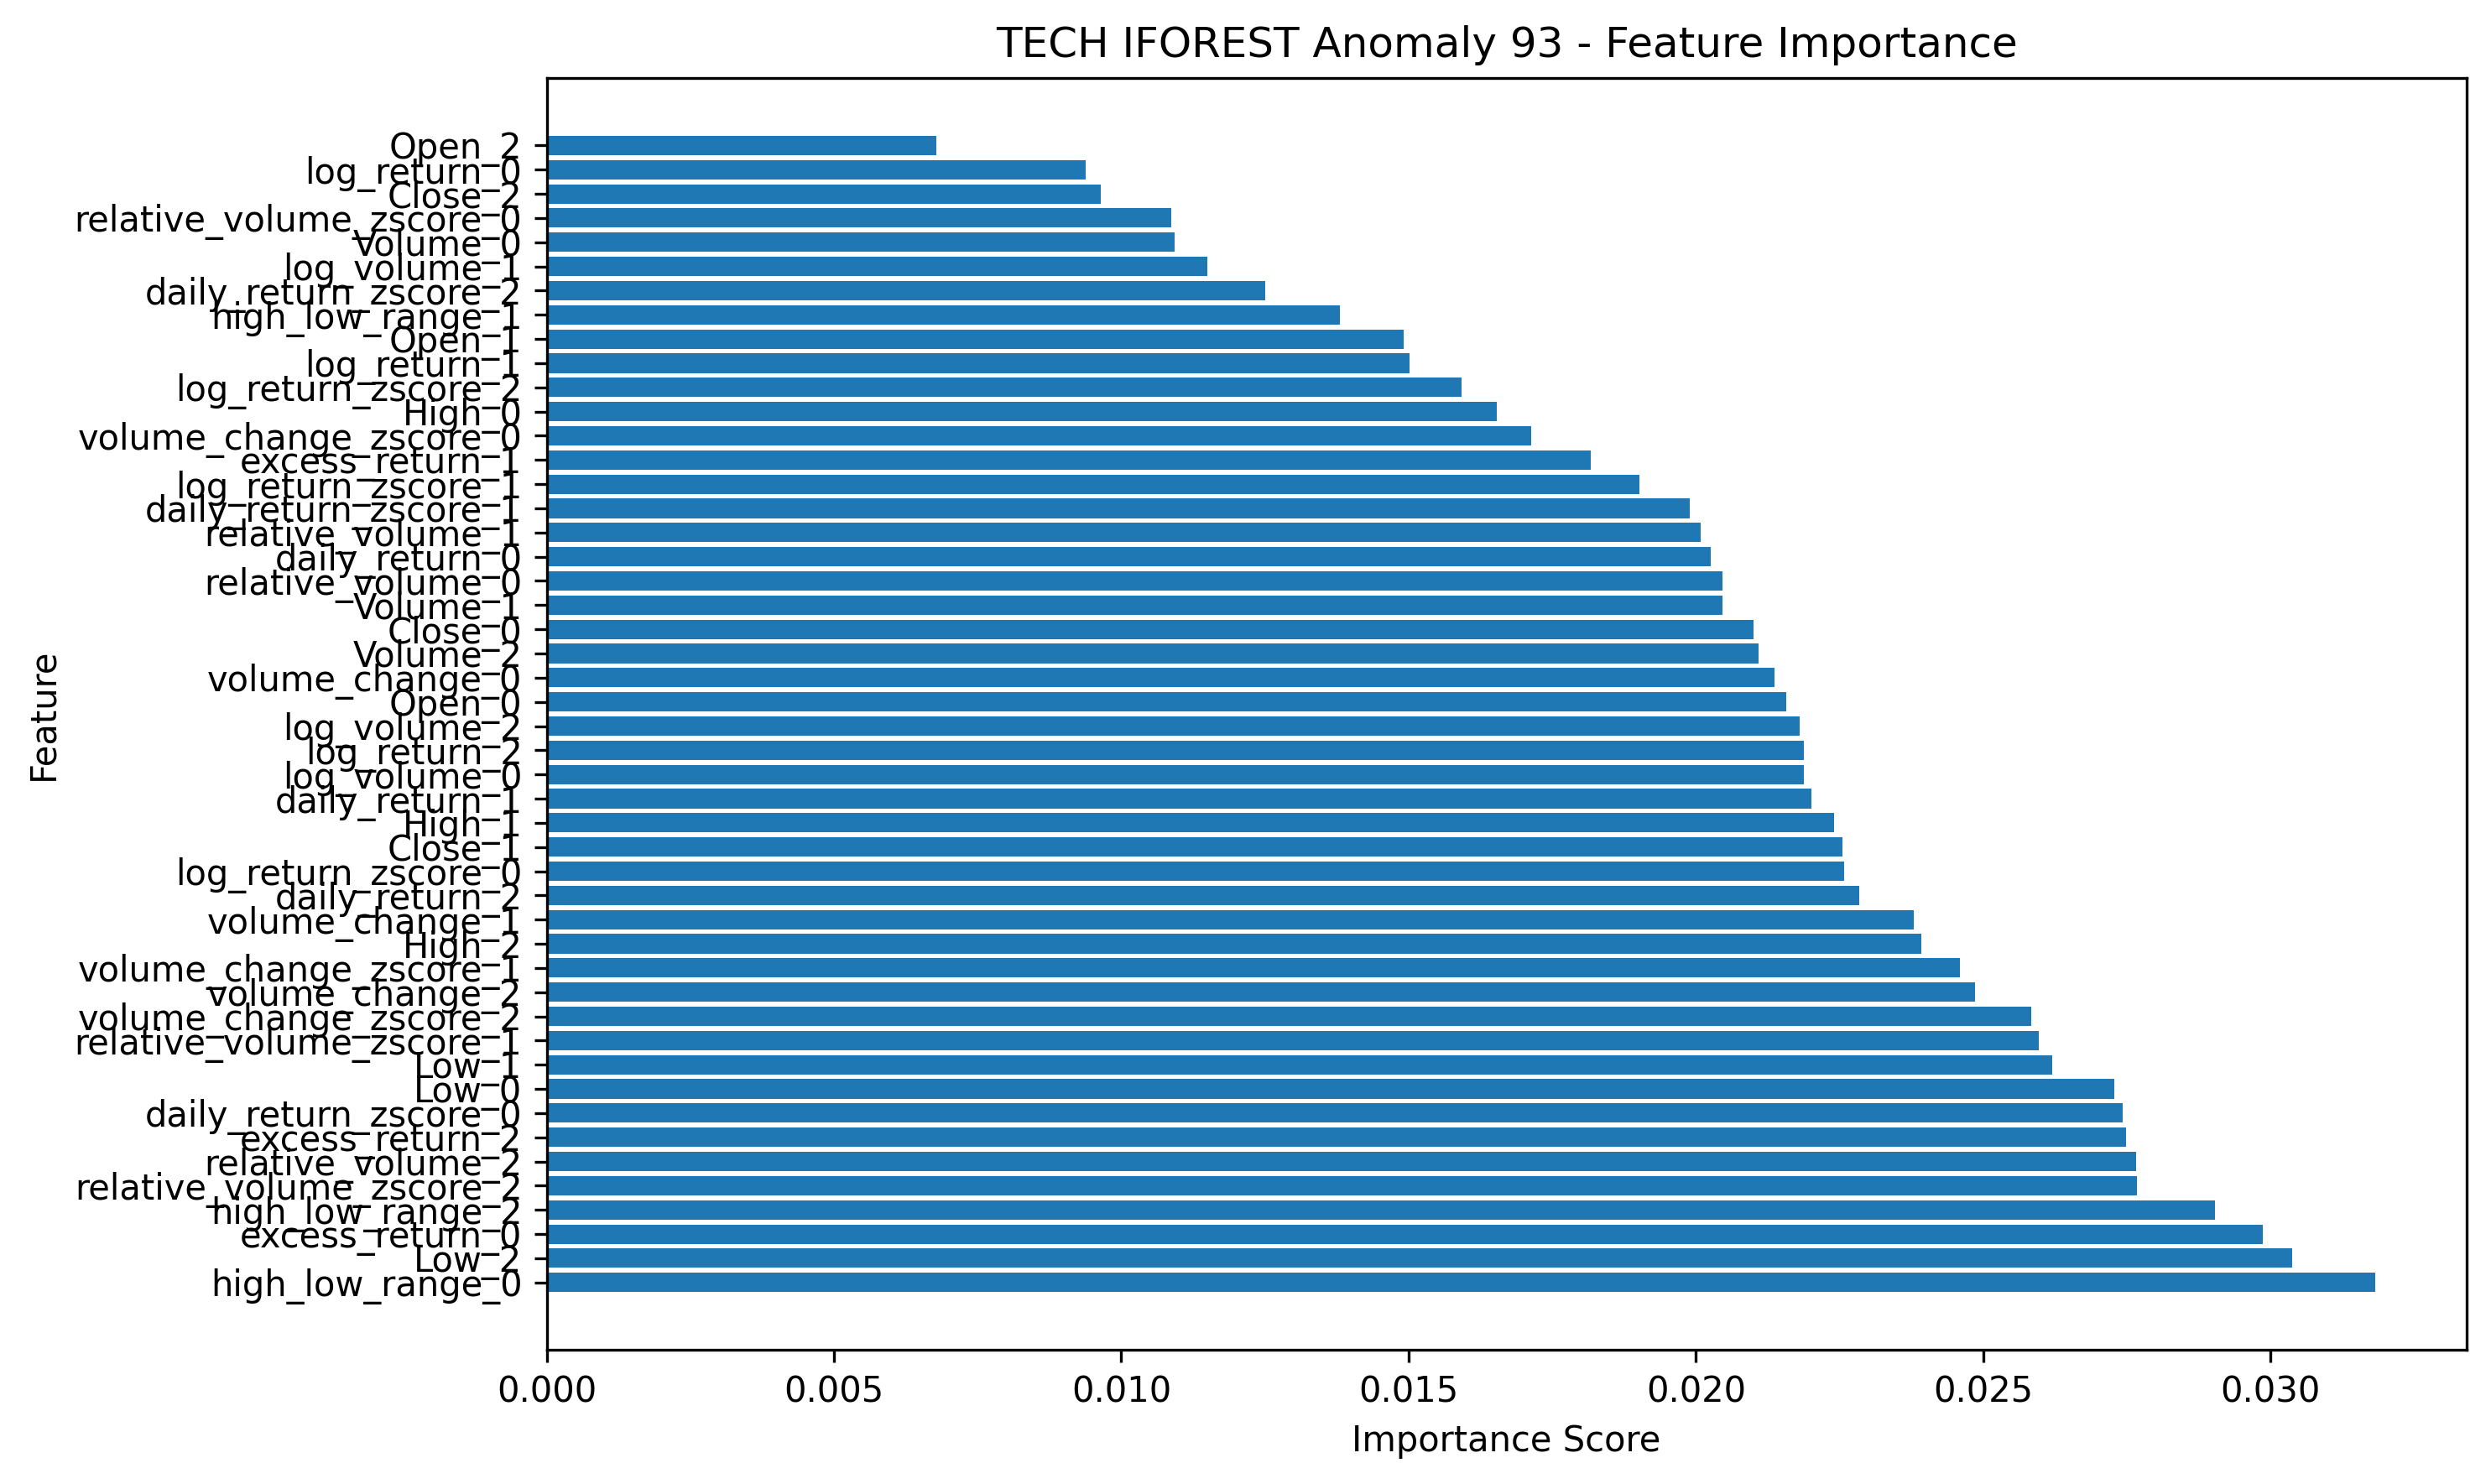 TECH IFOREST Anomaly 93 - Feature Importance
Open_2
log_return_0
Close_2
relative_volume_zscore_0
Volume_0
log_volume_1
daily_return_zscore_2
high_low_range_1
Open_1
log_return_1
log_return_zscore_2
High_0
volume_change_zscore_0
excess_return_1
log_return_zscore_1
daily_return_zscore_1
relative_volume_1
daily_return_0
relative_volume_0
Volume_1
Close_0
Volume_2
volume_change_0
Open_0
log_volume_2
log_return_2
log_volume_0
daily_return_1
High_1
Close_1
log_return_zscore_0
daily_return_2
volume_change_1
High_2
volume_change_zscore_1
volume_change_2
volume_change_zscore_2
relative_volume_zscore_1
Low_1
Low_0
daily_return_zscore_0
excess_return_2
relative_volume_2
relative_volume_zscore_2
high_low_range_2
excess_return_0
Low_2
high_low_range_0
Feature
0.000 0.005 0.010 0.015 0.020 0.025 0.030
Importance Score